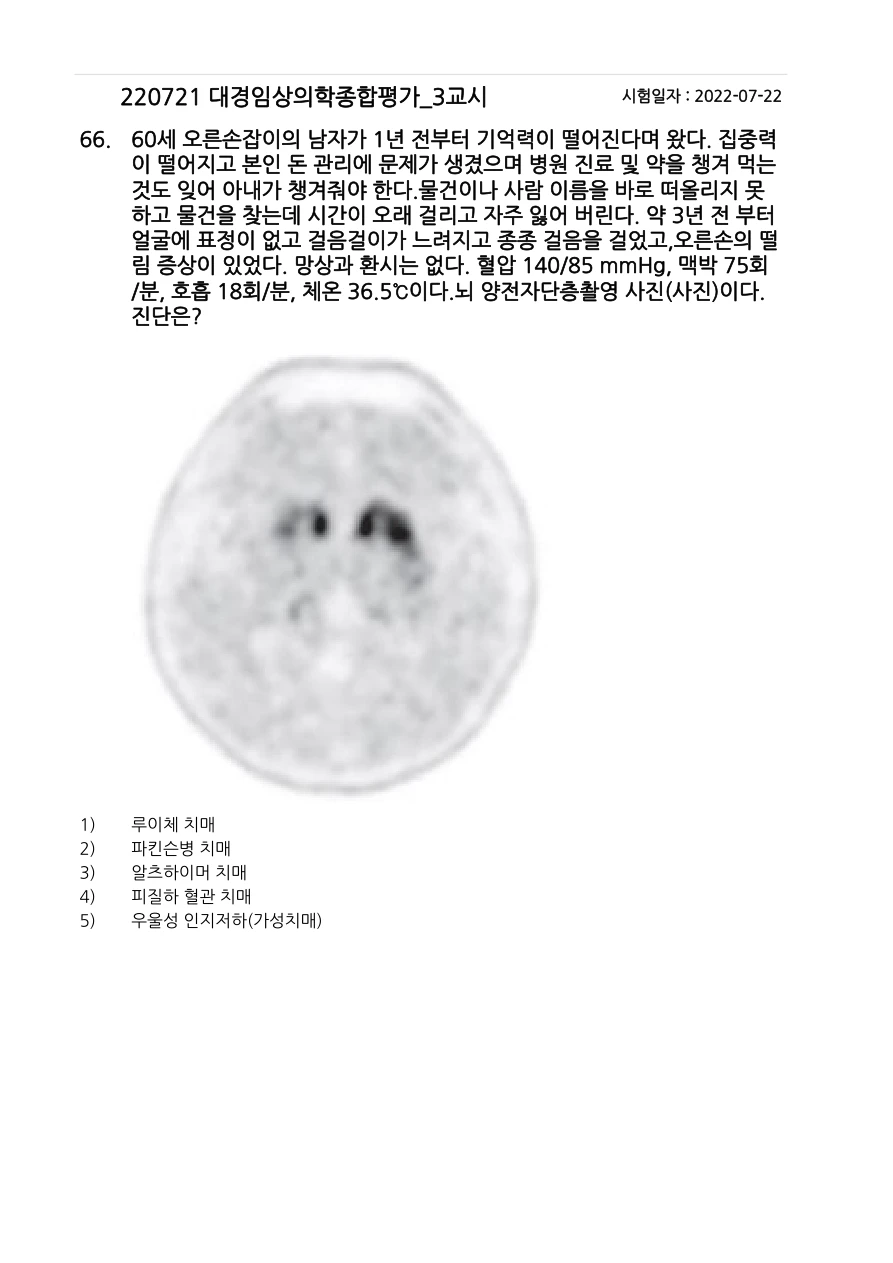 220721 대경임상의학종합평가_3교시 시험일자 : 2022-07-22
66. 60세 오른손잡이의 남자가 1년 전부터 기억력이 떨어진다며 왔다. 집중력
이 떨어지고 본인 돈 관리에 문제가 생겼으며 병원 진료 및 약을 챙겨 먹는
것도 잊어 아내가 챙겨줘야 한다.물건이나 사람 이름을 바로 떠올리지 못
하고 물건을 찾는데 시간이 오래 걸리고 자주 잃어 버린다. 약 3년 전 부터
얼굴에 표정이 없고 걸음걸이가 느려지고 종종 걸음을 걸었고,오른손의 떨
림 증상이 있었다. 망상과 환시는 없다. 혈압 140/85 mmHg, 맥박 75회
/분, 호흡 18회/분, 체온 36.5℃이다.뇌 양전자단층촬영 사진(사진)이다.
진단은?
1) 루이체 치매
2) 파킨슨병 치매
3) 알츠하이머 치매
4) 피질하 혈관 치매
5) 우울성 인지저하(가성치매)